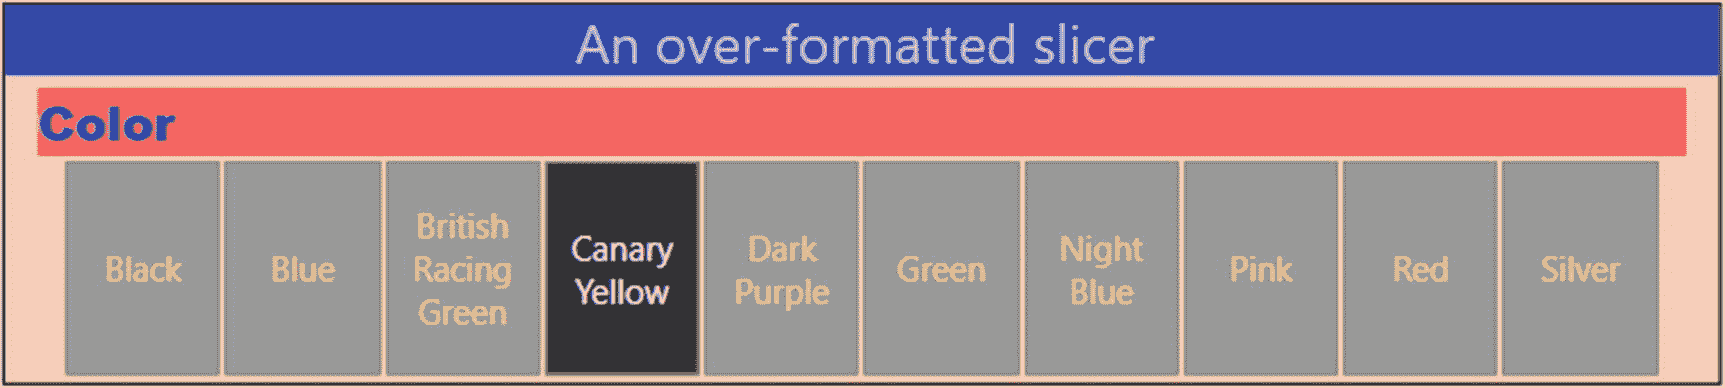 An over-formatted slicer
Color
Black
Blue
British
Racing
Green
Canary
Yellow
Dark
Purple
Green
Night
Blue
Pink
Red
Silver